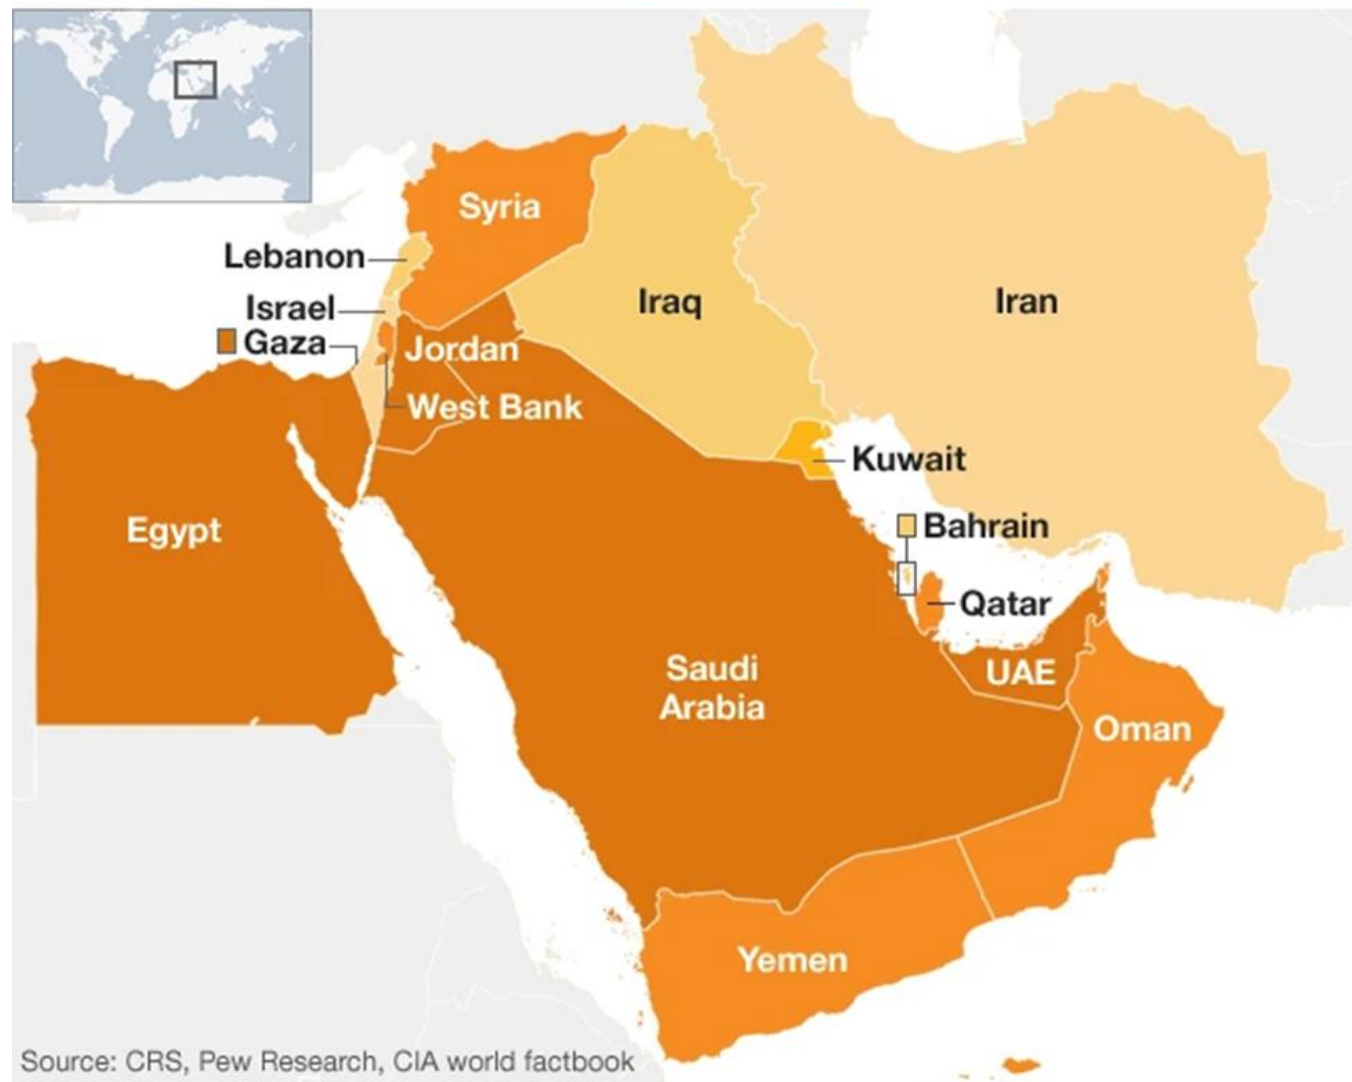 Syria
Lebanon
Iraq
Iran
Israel
Gaza
Jordan
West Bank
Kuwait
Egypt
Bahrain
Qatar
Saudi
Arabia
UAE
Oman
Yemen
Source: CRS, Pew Research, CIA world factbook